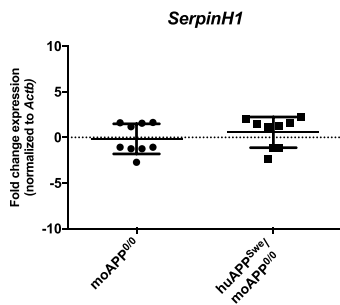 SerpinH1
Fold change expression
(normalized to Actb)
10
5
0
-5
-10
moAPP0/0
huAPPSwe/
moAPP0/0